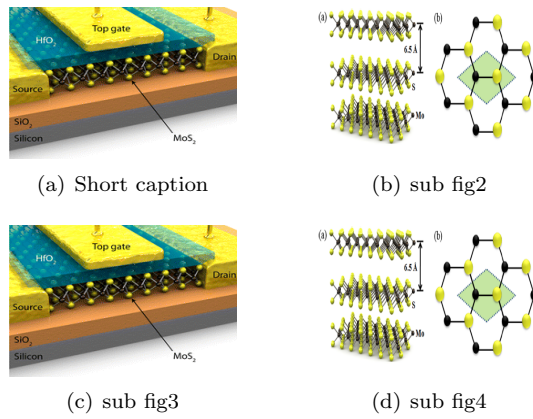 Top gate
HfO2
Drain
Source
SiO2
Silicon
MoS2
(a) Short caption
(a)
(b)
6.5 Å
S
Mo
(b) sub fig2
Top gate
HfO2
Drain
Source
SiO2
Silicon
MoS2
(c) sub fig3
(a)
(b)
6.5 Å
S
Mo
(d) sub fig4